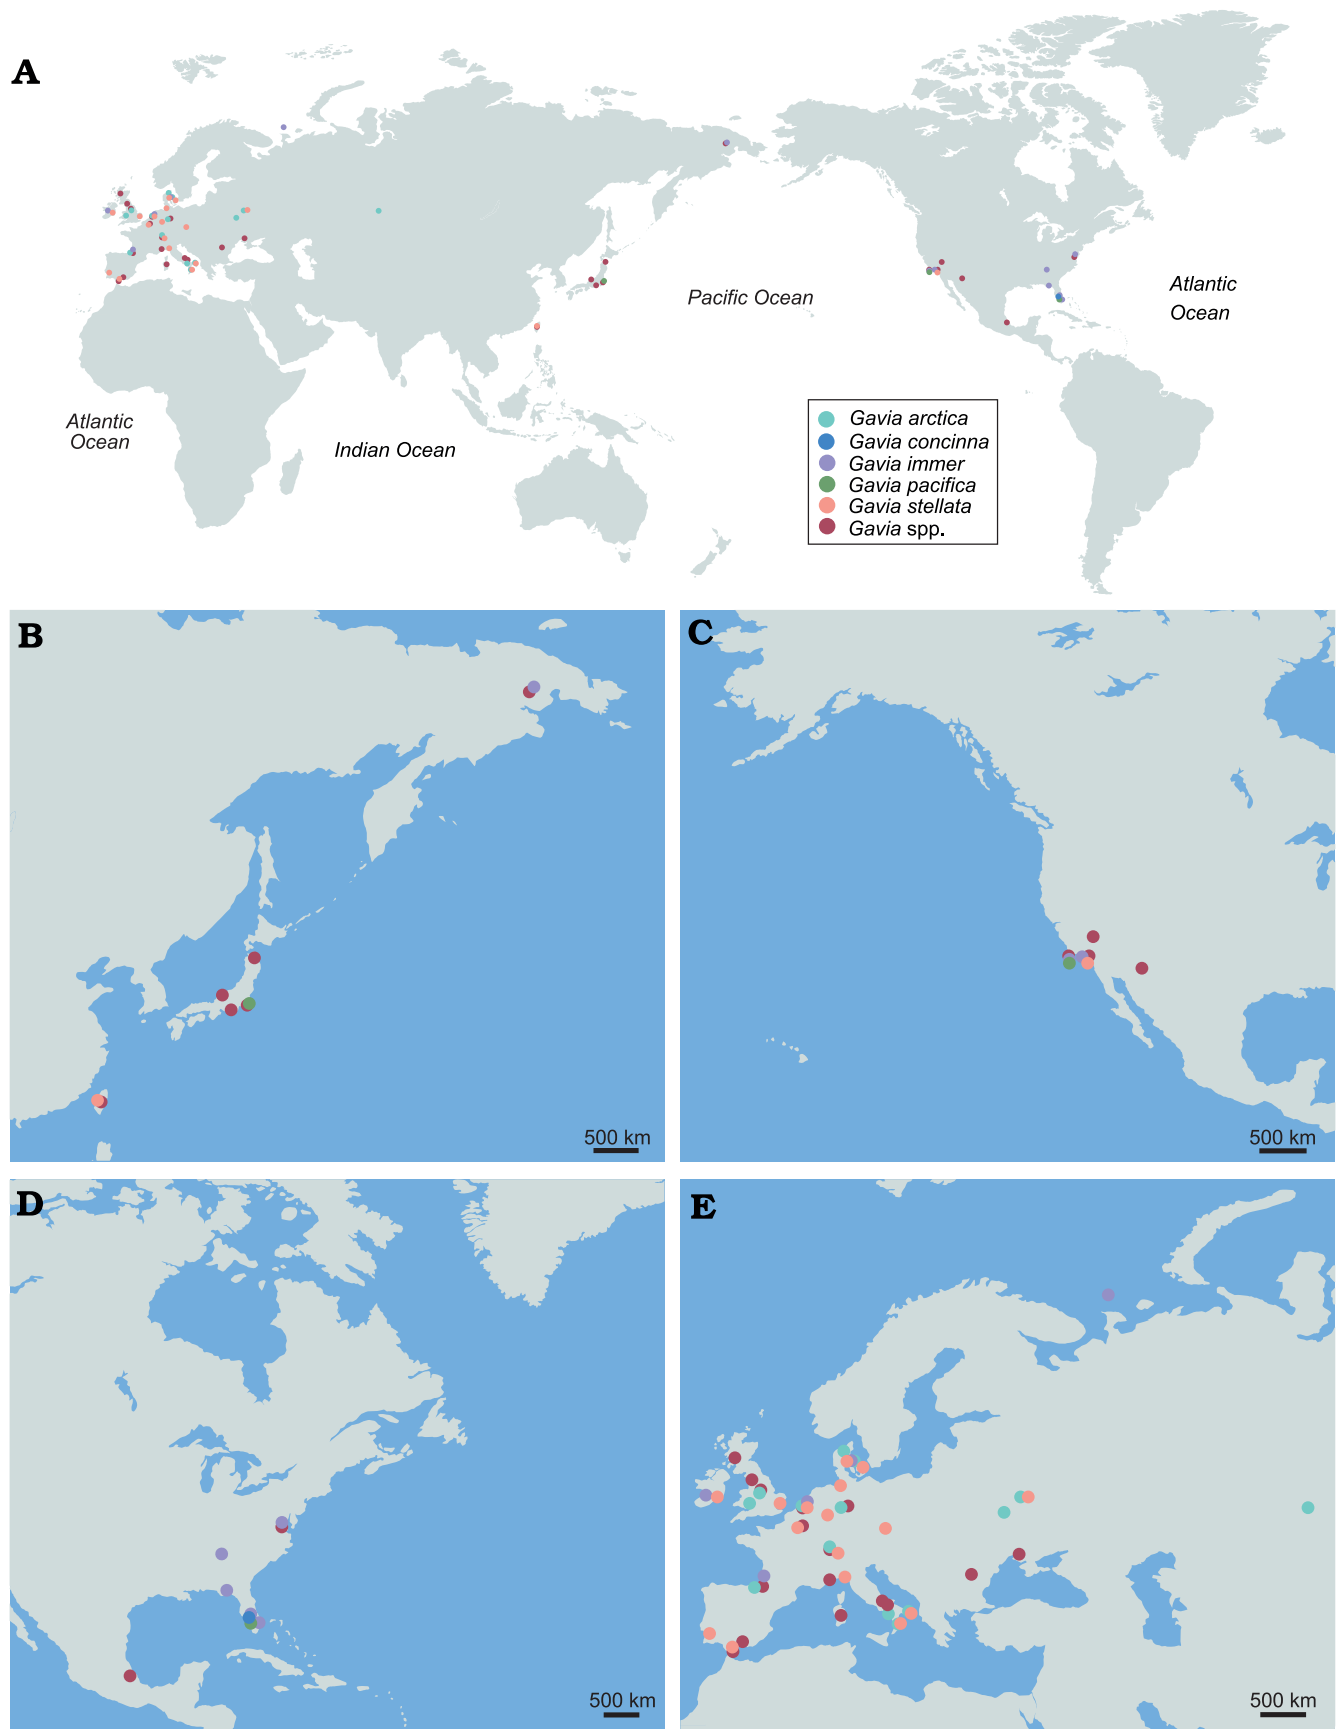 A
Pacific Ocean
Atlantic
Ocean
Atlantic
Ocean
Indian Ocean
Gavia arctica
Gavia concinna
Gavia immer
Gavia pacifica
Gavia stellata
Gavia spp.
B
500 km
C
500 km
D
500 km
E
500 km